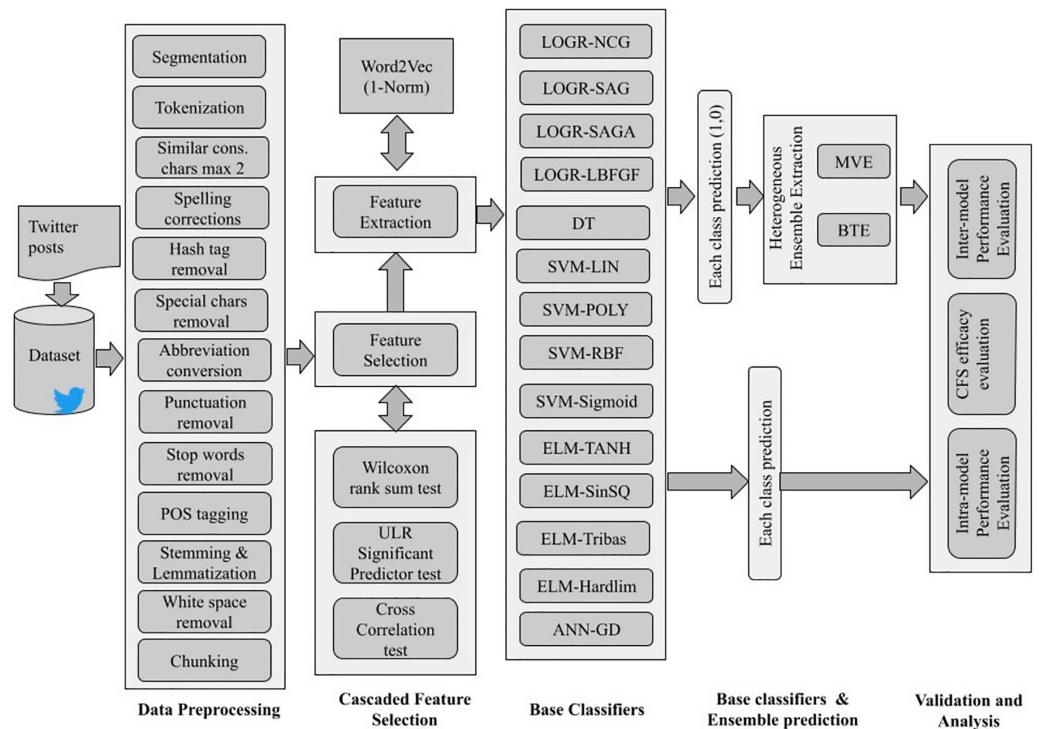 Twitter
posts
Dataset
Segmentation
Tokenization
Similar cons.
chars max 2
Spelling
corrections
Hash tag
removal
Special chars
removal
Abbreviation
conversion
Punctuation
removal
Stop words
removal
POS tagging
Stemming &
Lemmatization
White space
removal
Chunking
Data Preprocessing
Word2Vec
(1-Norm)
Feature
Extraction
Feature
Selection
Wilcoxon
rank sum test
ULR
Significant
Predictor test
Cross
Correlation
test
Cascaded Feature
Selection
LOGR-NCG
LOGR-SAG
LOGR-SAGA
LOGR-LBFGF
DT
SVM-LIN
SVM-POLY
SVM-RBF
SVM-Sigmoid
ELM-TANH
ELM-SinSQ
ELM-Tribas
ELM-Hardlim
ANN-GD
Base Classifiers
Each class prediction (1,0)
Heterogeneous
Ensemble Extraction
MVE
BTE
Each class prediction
Base classifiers &
Ensemble prediction
Inter-model
Performance
Evaluation
CFS efficacy
evaluation
Intra-model
Performance
Evaluation
Validation and
Analysis